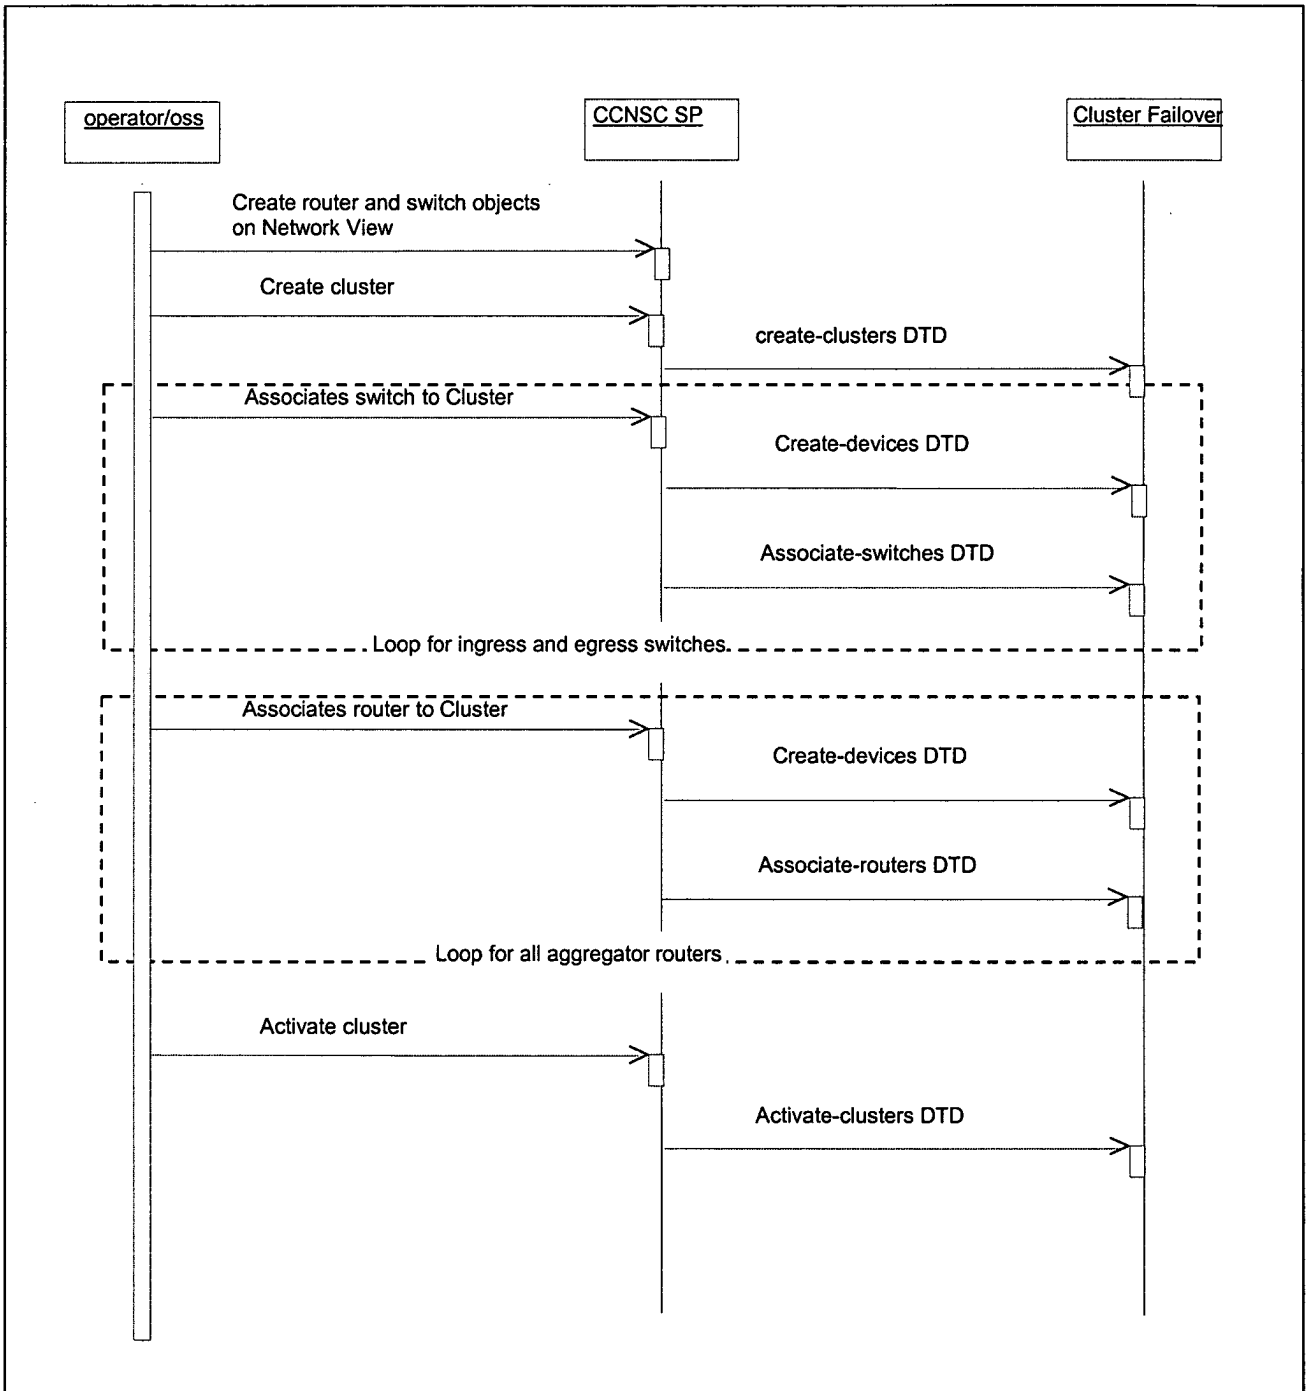 operator/oss
CCNSC SP
Cluster Failover
Create router and switch objects
on Network View
Create cluster
create-clusters DTD
Associates switch to Cluster
Create-devices DTD
Associate-switches DTD
Loop for ingress and egress switches
Associates router to Cluster
Create-devices DTD
Associate-routers DTD
Loop for all aggregator routers
Activate cluster
Activate-clusters DTD